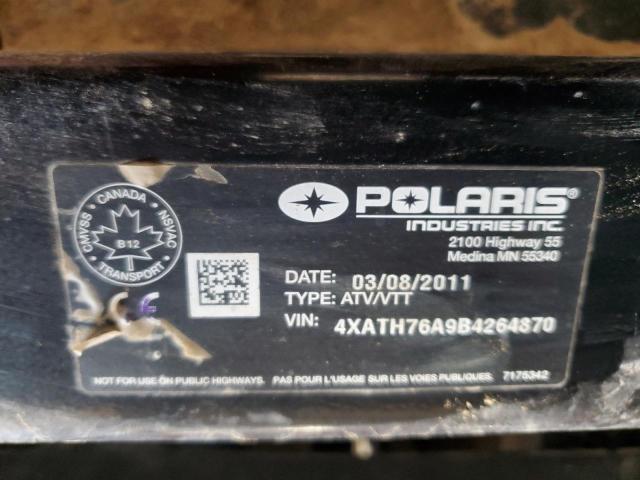 CANADA
CMVSS • NSVAC
B12
TRANSPORT
POLARIS®
INDUSTRIES INC.
2100 Highway 55
Medina MN 55340
DATE: 03/08/2011
TYPE: ATV/VTT
VIN: 4XATH76A9B4264870
NOT FOR USE ON PUBLIC HIGHWAYS. PAS POUR L'USAGE SUR LES VOIES PUBLIQUES. 7175342